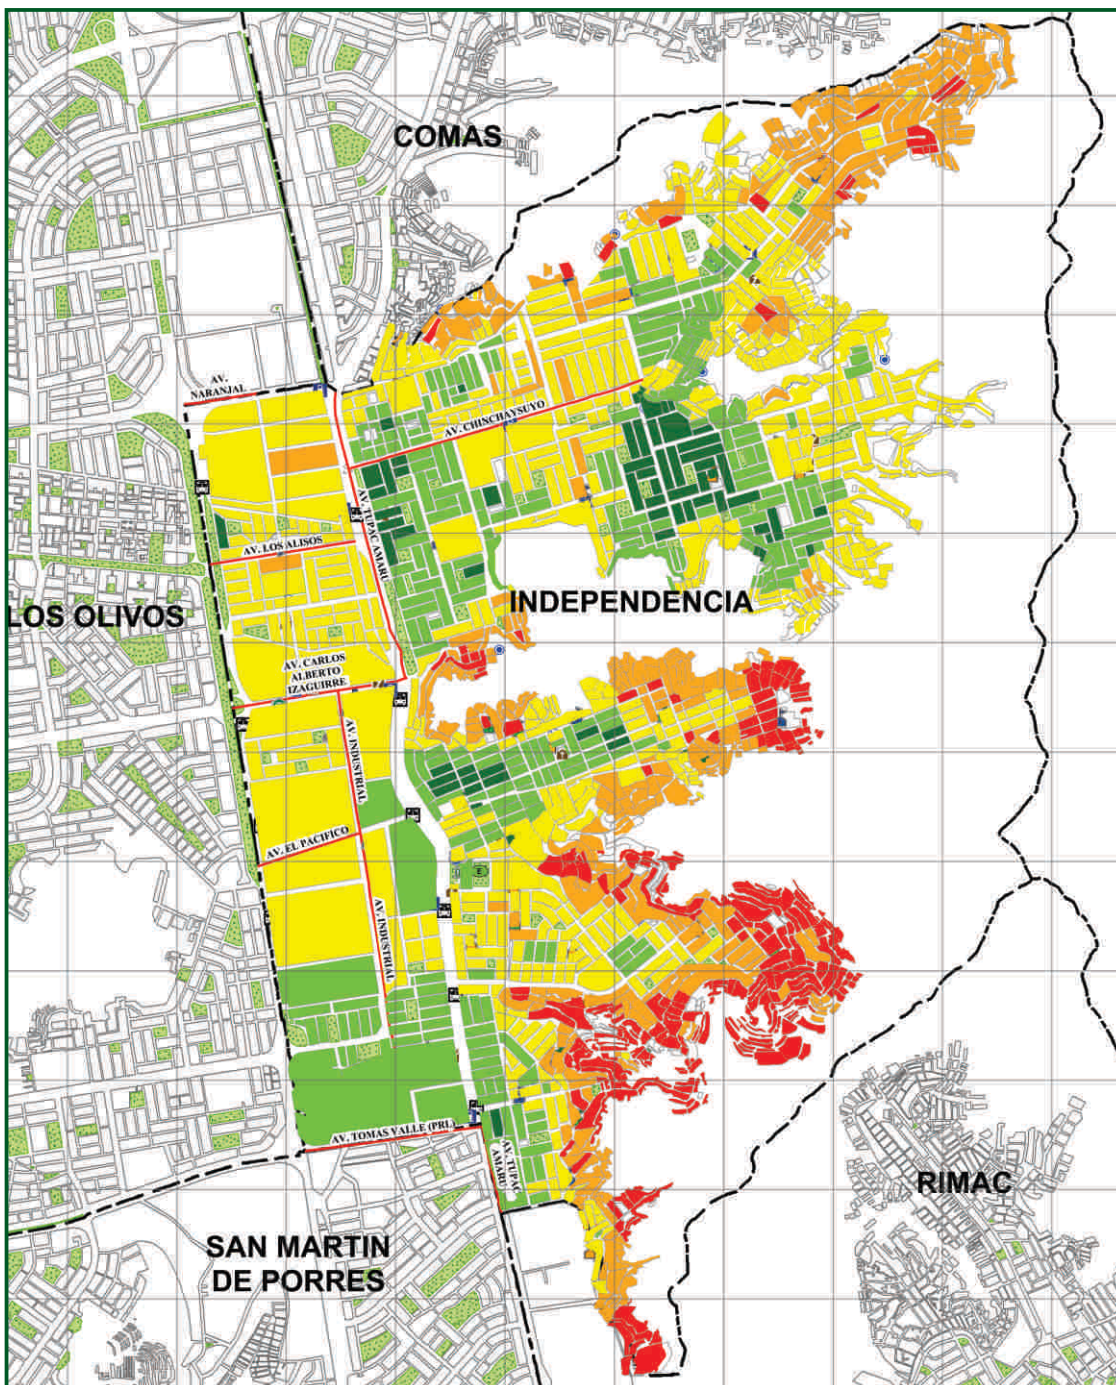 COMAS
AV.
NARANJAL
AV. CHINCHAYSUYO
AV. TUPAC AMARU
AV. LOS ALISOS
INDEPENDENCIA
LOS OLIVOS
AV. CARLOS
ALBERTO
IZAGUIRRE
AV. INDUSTRIAL
AV. EL PACIFICO
E
AV. INDUSTRIAL
AV. TOMAS VALLE (PRL)
AV. TUPAC
AMARU
RIMAC
SAN MARTIN
DE PORRES